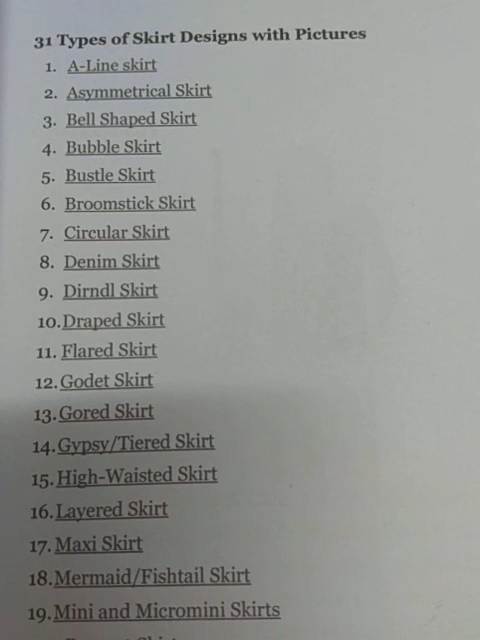 31 Types of Skirt Designs with Pictures
1. A-Line skirt
2. Asymmetrical Skirt
3. Bell Shaped Skirt
4. Bubble Skirt
5. Bustle Skirt
6. Broomstick Skirt
7. Circular Skirt
8. Denim Skirt
9. Dirndl Skirt
10. Draped Skirt
11. Flared Skirt
12. Godet Skirt
13. Gored Skirt
14. Gypsy/Tiered Skirt
15. High-Waisted Skirt
16. Layered Skirt
17. Maxi Skirt
18. Mermaid/Fishtail Skirt
19. Mini and Micromini Skirts